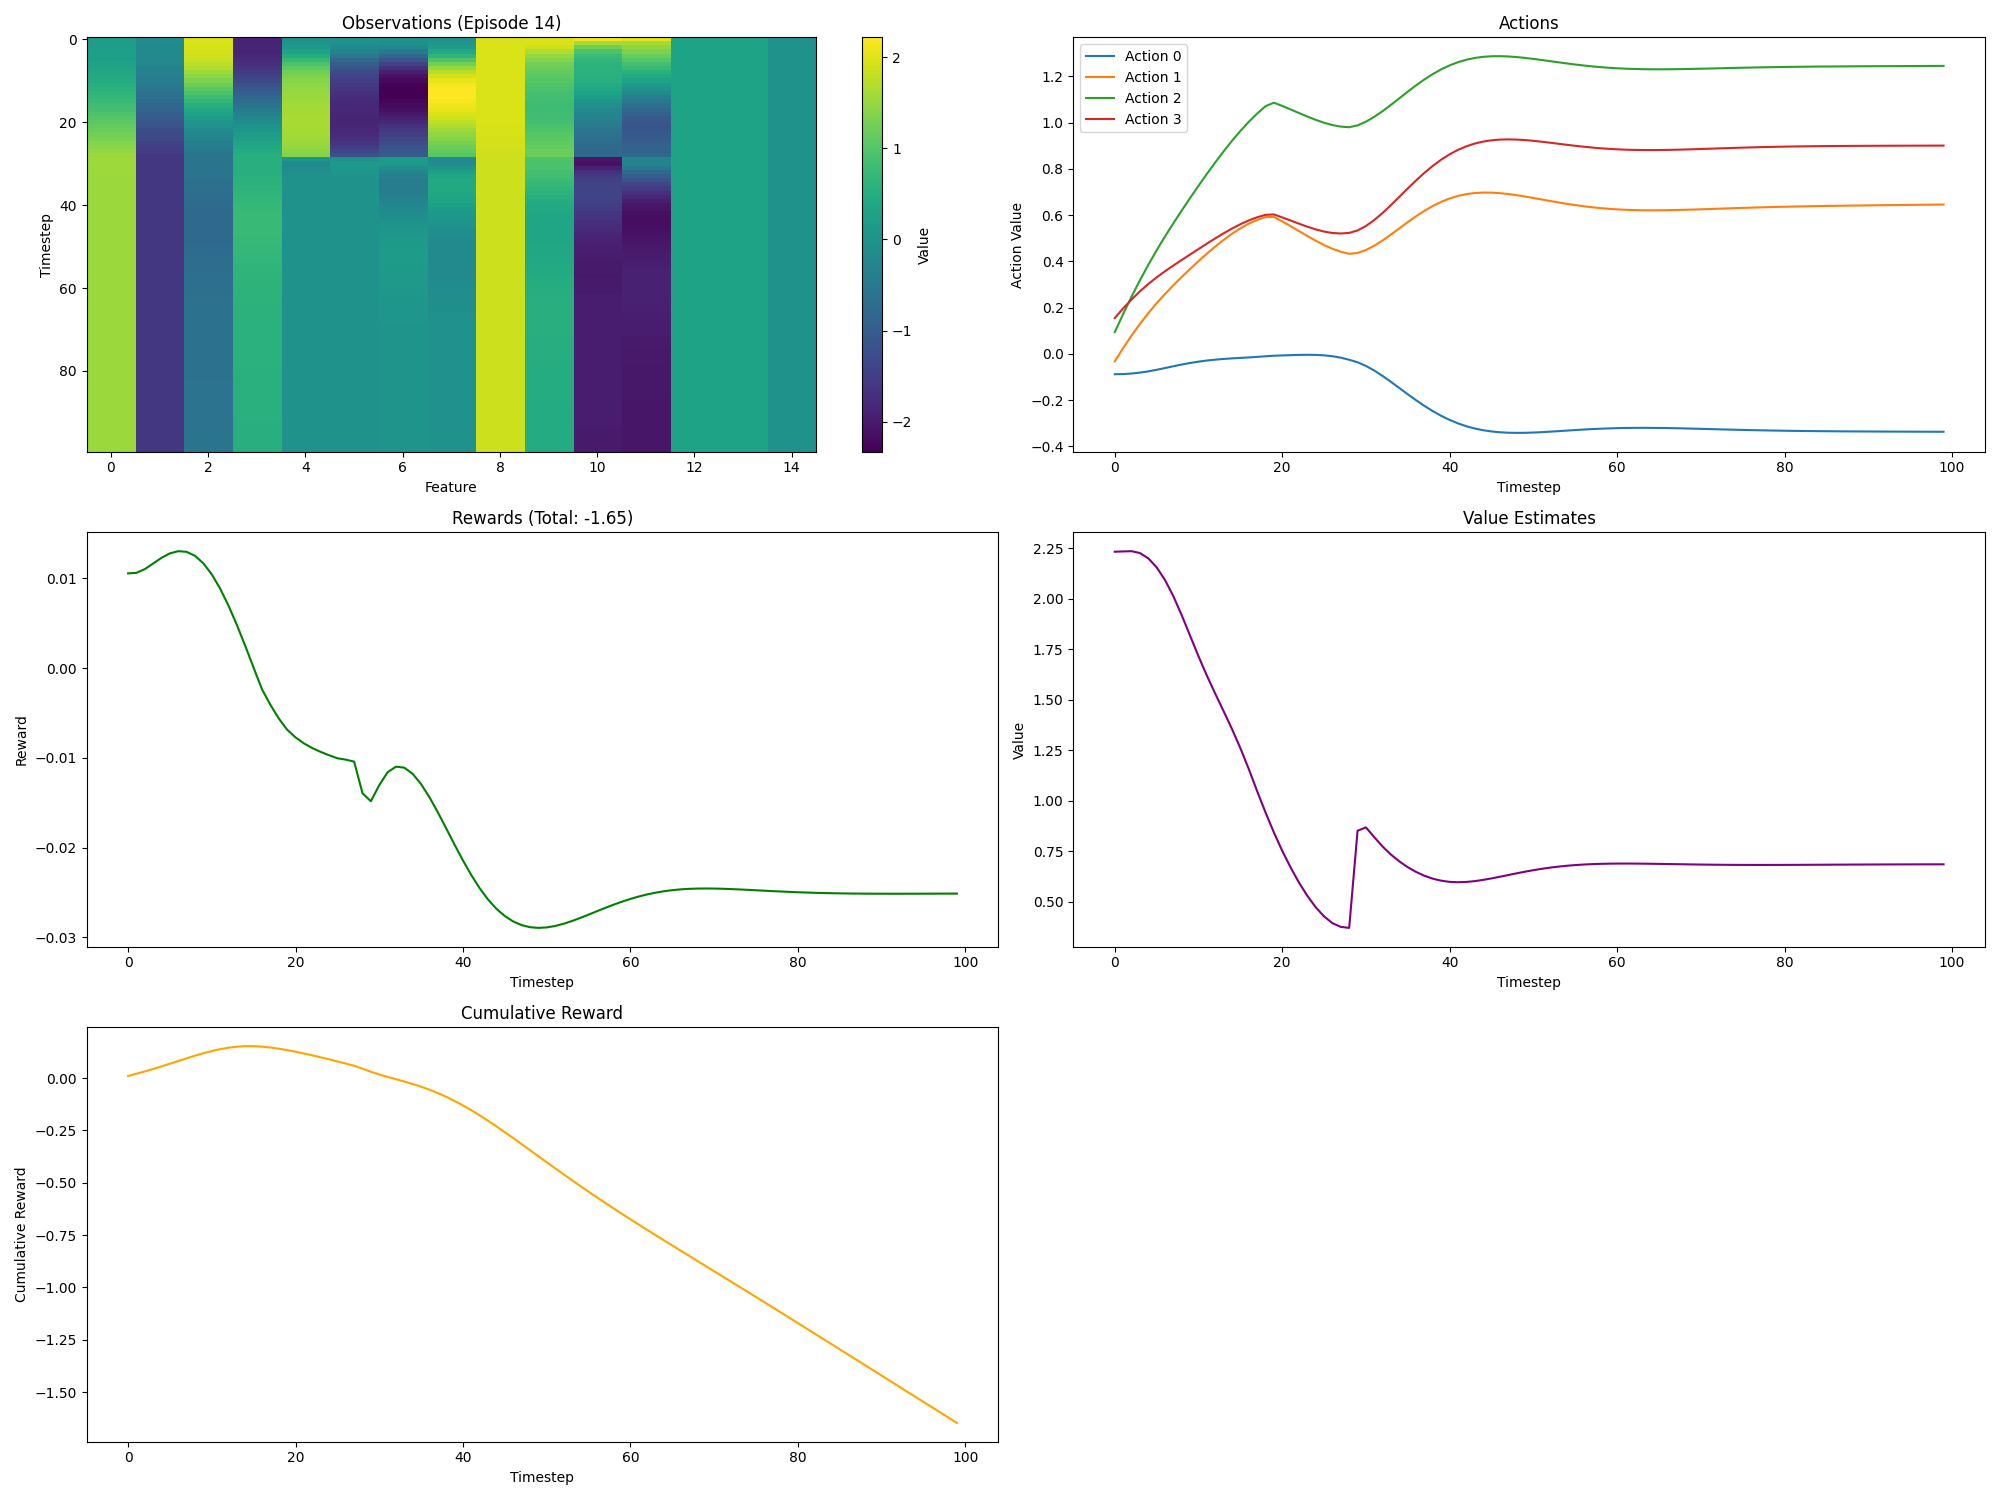 Observations (Episode 14)
0
20
40
60
80
Timestep
0 2 4 6 8 10 12 14
Feature
2
1
0
−1
−2
Value
Actions
Action 0
Action 1
Action 2
Action 3
1.2
1.0
0.8
0.6
0.4
0.2
0.0
−0.2
−0.4
Action Value
0 20 40 60 80 100
Timestep
Rewards (Total: -1.65)
0.01
0.00
−0.01
−0.02
−0.03
Reward
0 20 40 60 80 100
Timestep
Value Estimates
2.25
2.00
1.75
1.50
1.25
1.00
0.75
0.50
Value
0 20 40 60 80 100
Timestep
Cumulative Reward
0.00
−0.25
−0.50
−0.75
−1.00
−1.25
−1.50
Cumulative Reward
0 20 40 60 80 100
Timestep